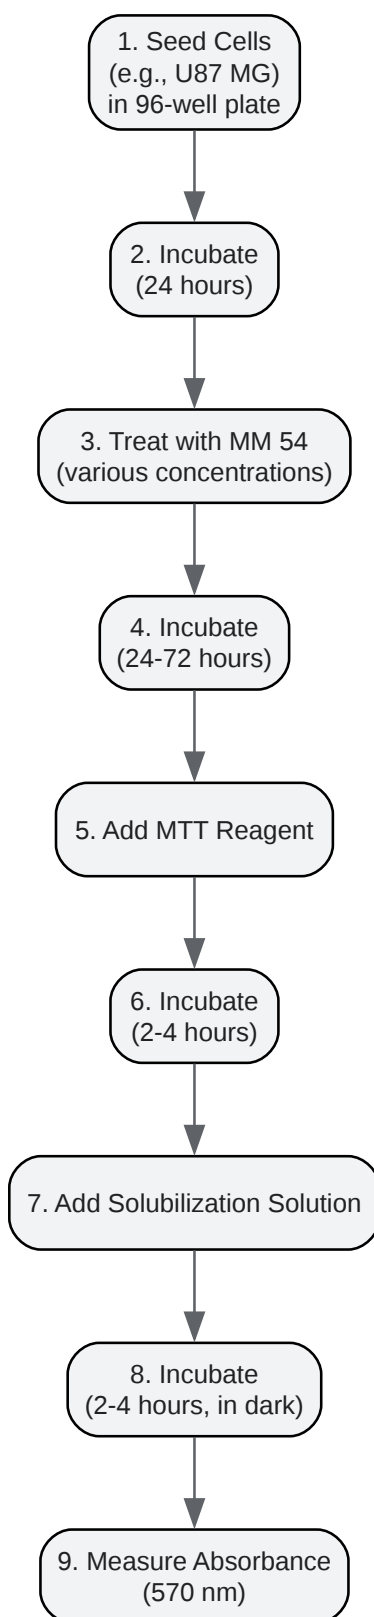 1. Seed Cells
(e.g., U87 MG)
in 96-well plate
2. Incubate
(24 hours)
3. Treat with MM 54
(various concentrations)
4. Incubate
(24-72 hours)
5. Add MTT Reagent
6. Incubate
(2-4 hours)
7. Add Solubilization Solution
8. Incubate
(2-4 hours, in dark)
9. Measure Absorbance
(570 nm)